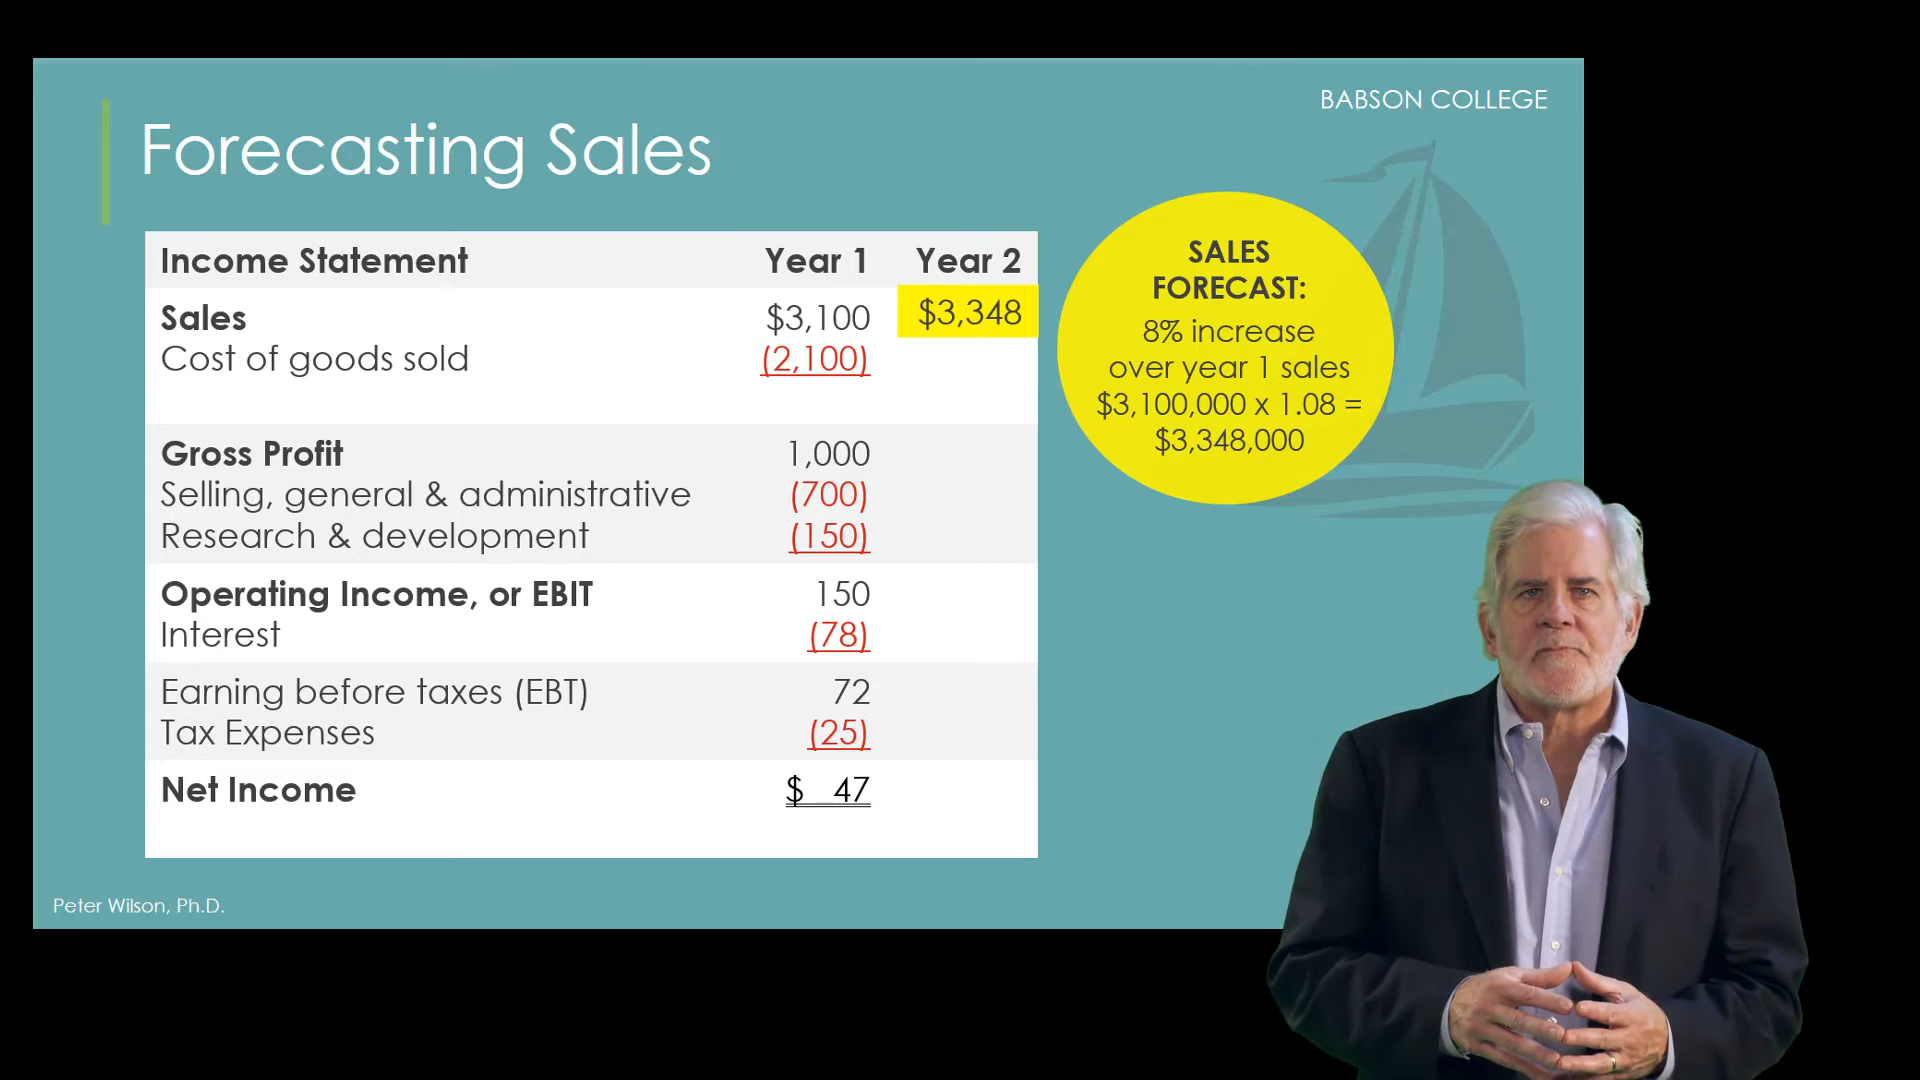 BABSON COLLEGE
Forecasting Sales
Income Statement Year 1 Year 2
Sales $3,100 $3,348
Cost of goods sold (2,100)
Gross Profit 1,000
Selling, general & administrative (700)
Research & development (150)
Operating Income, or EBIT 150
Interest (78)
Earning before taxes (EBT) 72
Tax Expenses (25)
Net Income $ 47
SALES
FORECAST:
8% increase
over year 1 sales
$3,100,000 x 1.08 =
$3,348,000
Peter Wilson, Ph.D.